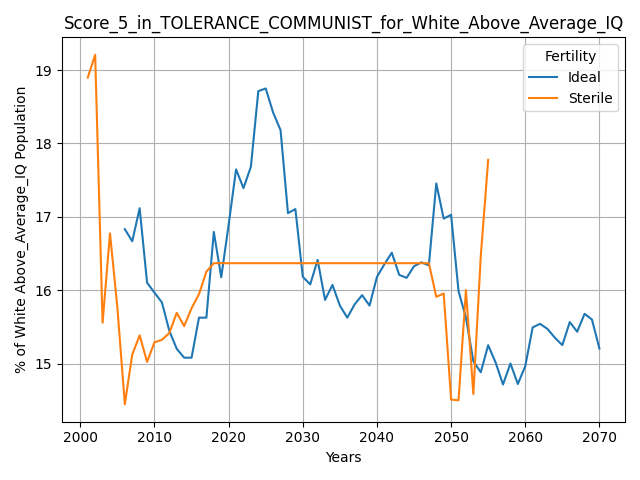 Score_5_in_TOLERANCE_COMMUNIST_for_White_Above_Average_IQ
% of White Above_Average_IQ Population
19
18
17
16
15
Fertility
Ideal
Sterile
2000 2010 2020 2030 2040 2050 2060 2070
Years